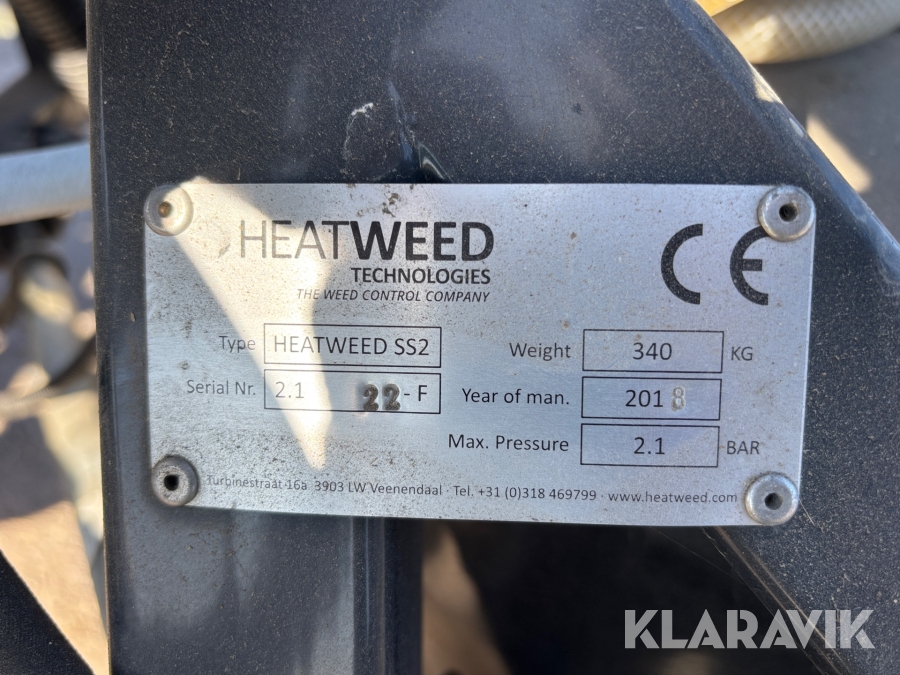 HEATWEED
TECHNOLOGIES
THE WEED CONTROL COMPANY
CE
Type HEATWEED SS2
Serial Nr. 2.1 22 - F
Weight 340 KG
Year of man. 2018
Max. Pressure 2.1 BAR
Turbinestraat 16a 3903 LW Veenendaal · Tel. +31 (0)318 469799 · www.heatweed.com
KLARAVIK